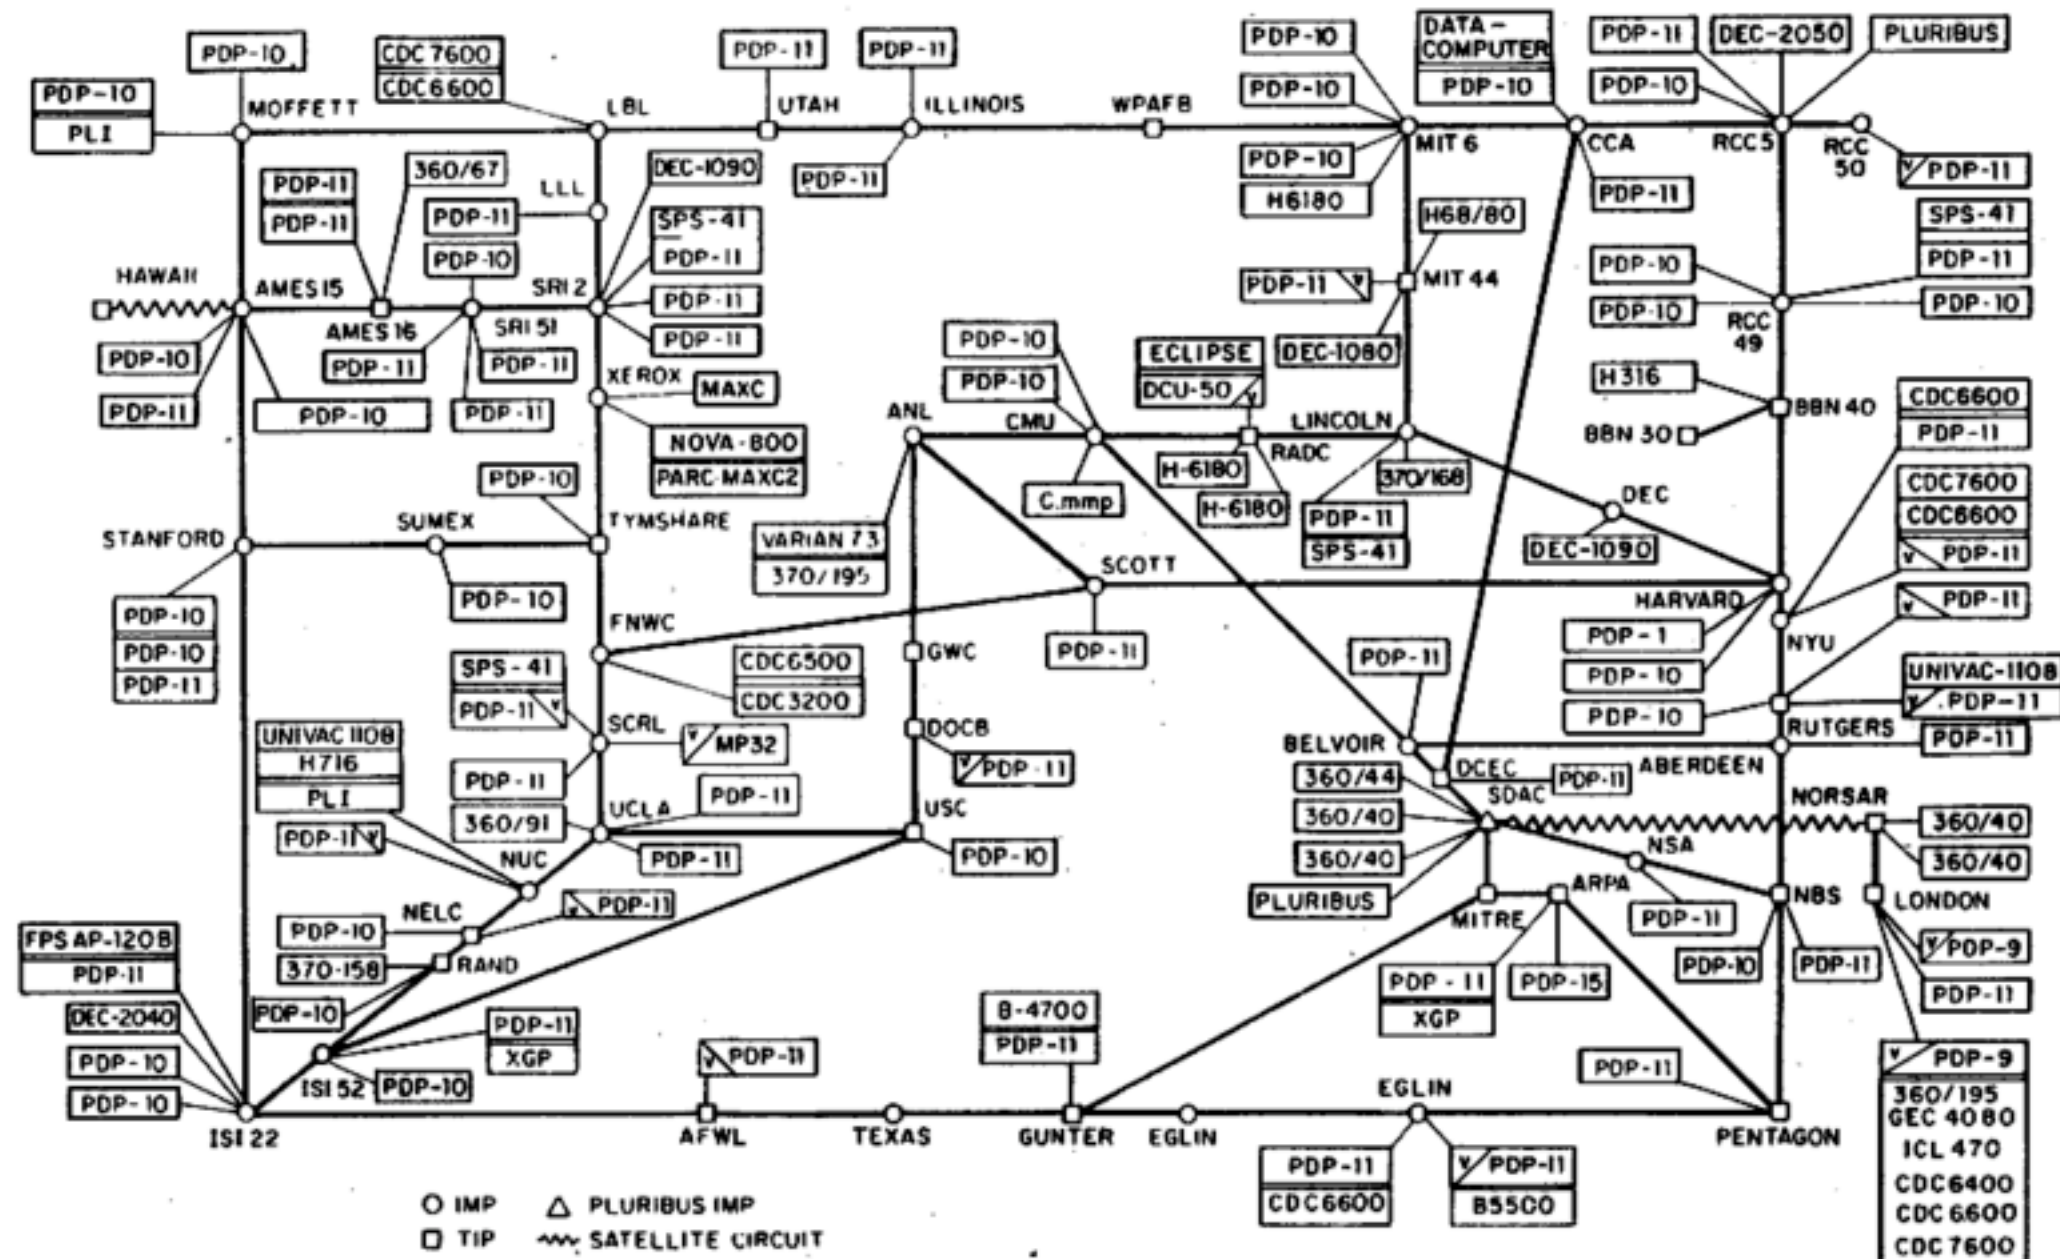 PDP-10
CDC 7600
CDC6600
PDP-11
PDP-11
PDP-10
DATA-
COMPUTER
PDP-10
PDP-11
DEC-2050
PLURIBUS
PDP-10
PLI
MOFFETT
LBL
UTAH
ILLINOIS
WPAFB
PDP-10
PDP-10
MIT 6
CCA
RCC 5
RCC
50
PDP-11
PDP-11
360/67
LLL
DEC-1090
PDP-11
PDP-10
H6180
PDP-11
V PDP-11
PDP-11
PDP-11
SPS-41
PDP-11
H68/80
SPS-41
PDP-11
HAWAII
PDP-10
AMES 15
SRI 2
PDP-11
PDP-11 V
MIT 44
PDP-10
PDP-10
PDP-10
AMES 16
SRI 51
PDP-11
RCC
49
PDP-10
PDP-11
PDP-11
PDP-10
ECLIPSE
DCU-50 V
DEC-1080
PDP-11
PDP-10
PDP-11
XEROX
MAXC
PDP-10
H316
CDC6600
PDP-11
ANL
CMU
RADC
LINCOLN
BBN 40
BBN 30
NOVA-800
PARC-MAXC2
H-6180
H-6180
370/168
C.mmp
PDP-10
PDP-11
SPS-41
DEC
CDC7600
CDC6600
V PDP-11
STANFORD
SUMEX
TYMSHARE
VARIAN 73
370/195
DEC-1090
SCOTT
PDP-10
PDP-10
PDP-11
PDP-10
HARVARD
V PDP-11
FNWC
PDP-11
PDP-1
PDP-10
NYU
SPS-41
PDP-11 V
CDC6500
CDC3200
GWC
PDP-11
PDP-10
UNIVAC-1108
V .PDP-11
RUTGERS
UNIVAC 1108
H716
PLI
SCRL
V MP32
DOCB
V PDP-11
BELVOIR
ABERDEEN
PDP-11
PDP-11
DCEC
PDP-11
360/44
SDAC
NORSAR
360/91
UCLA
PDP-11
USC
360/40
360/40
PDP-11 V
NUC
PDP-11
PDP-10
360/40
NSA
360/40
PLURIBUS
MITRE
ARPA
PDP-11
NBS
LONDON
NELC
V PDP-11
PDP-10
FPS AP-120B
PDP-11
370-158
RAND
PDP-10
PDP-11
V PDP-9
DEC-2040
PDP-10
PDP-11
XGP
B-4700
PDP-11
PDP-11
XGP
PDP-15
PDP-11
PDP-10
PDP-10
ISI 52
PDP-10
V PDP-11
PDP-11
V PDP-9
360/195
GEC 4080
ICL 470
CDC6400
CDC6600
CDC7600
ISI 22
AFWL
TEXAS
GUNTER
EGLIN
EGLIN
PENTAGON
PDP-11
CDC6600
V PDP-11
B5500
IMP
PLURIBUS IMP
TIP
SATELLITE CIRCUIT